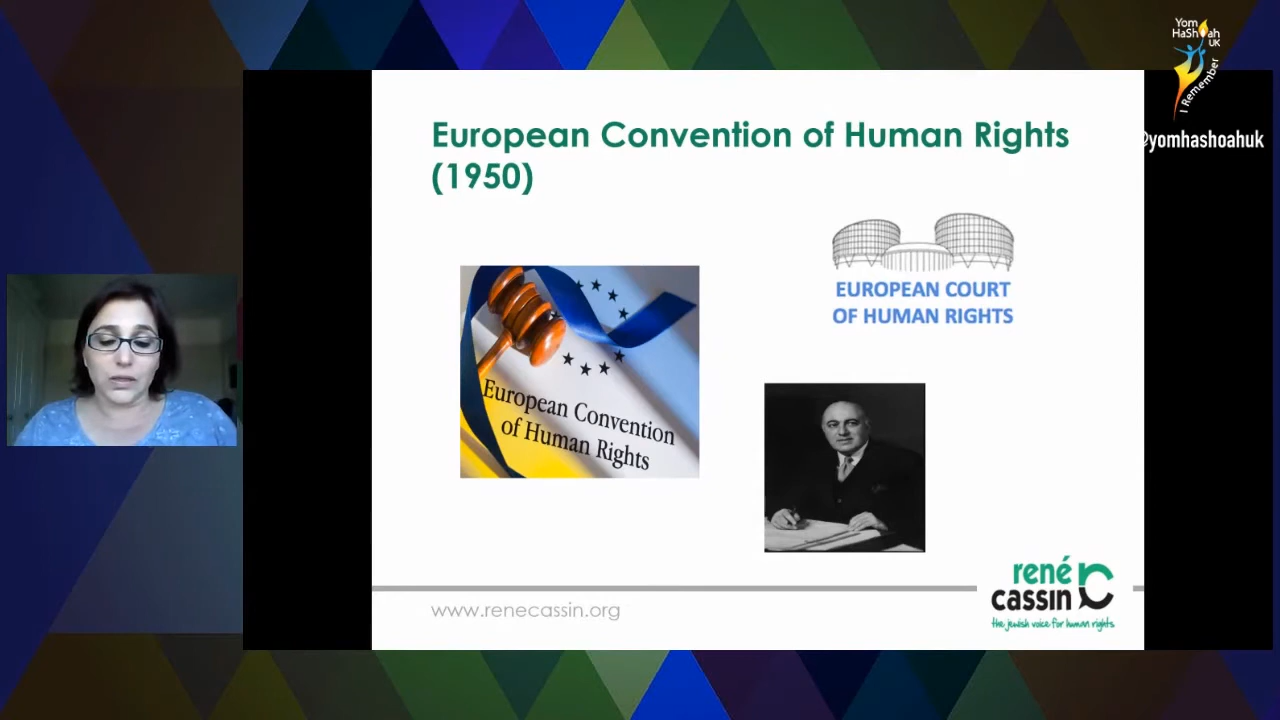 Yom
HaShoah
UK
I Remember
@yomhashoahuk
European Convention of Human Rights
(1950)
EUROPEAN COURT
OF HUMAN RIGHTS
European Convention
of Human Rights
rené
cassin
the jewish voice for human rights
www.renecassin.org